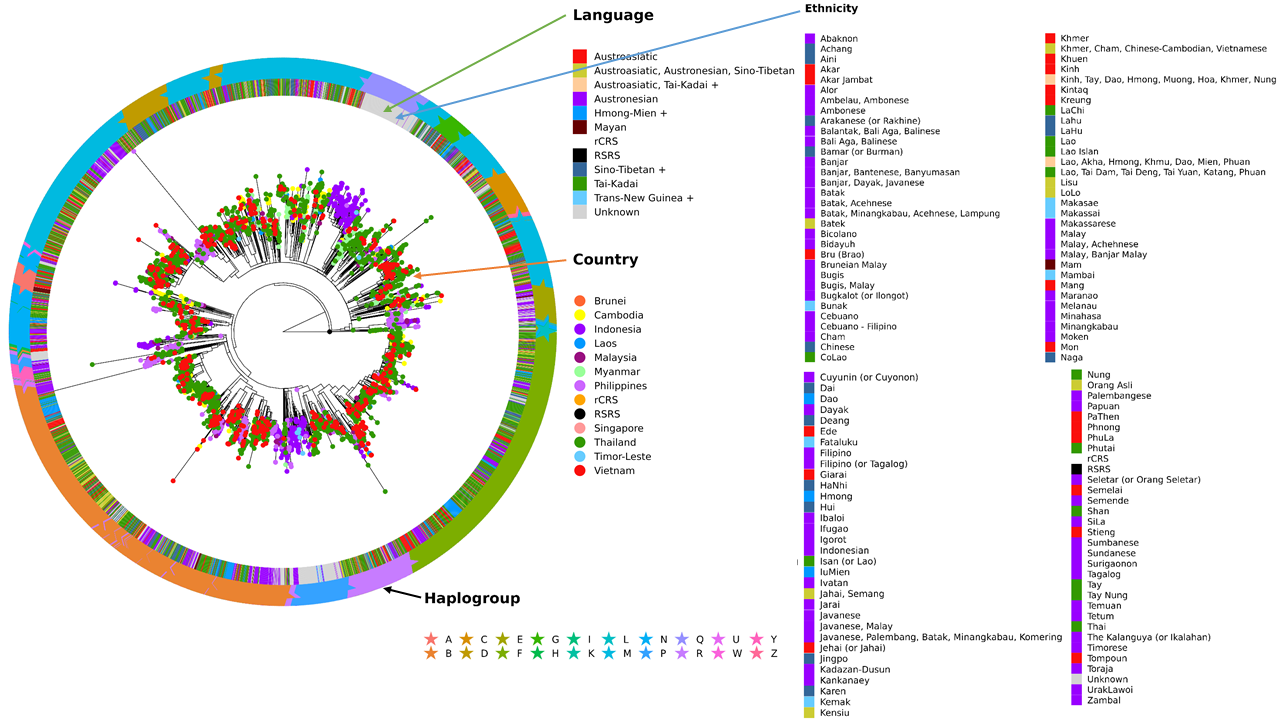 Language
Austroasiatic
Austroasiatic, Austronesian, Sino-Tibetan
Austroasiatic, Tai-Kadai +
Austronesian
Hmong-Mien +
Mayan
rCRS
RSRS
Sino-Tibetan +
Tai-Kadai
Trans-New Guinea +
Unknown
Country
Brunei
Cambodia
Indonesia
Laos
Malaysia
Myanmar
Philippines
rCRS
RSRS
Singapore
Thailand
Timor-Leste
Vietnam
Haplogroup
A C E G I L N Q U Y
B D F H K M P R W Z
Ethnicity
Abaknon
Achang
Aini
Akar
Akar Jambat
Alor
Ambelau, Ambonese
Ambonese
Arakanese (or Rakhine)
Balantak, Bali Aga, Balinese
Bali Aga, Balinese
Bamar (or Burman)
Banjar
Banjar, Bantenese, Banyumasan
Banjar, Dayak, Javanese
Batak
Batak, Acehnese
Batak, Minangkabau, Acehnese, Lampung
Batek
Bicolano
Bidayuh
Bru (Brao)
Bruneian Malay
Bugis
Bugis, Malay
Bugkalot (or Ilongot)
Bunak
Cebuano
Cebuano - Filipino
Cham
Chinese
CoLao
Cuyunin (or Cuyonon)
Dai
Dao
Dayak
Deang
Ede
Fataluku
Filipino
Filipino (or Tagalog)
Giarai
HaNhi
Hmong
Hui
Ibaloi
Ifugao
Igorot
Indonesian
Isan (or Lao)
IuMien
Ivatan
Jahai, Semang
Jarai
Javanese
Javanese, Malay
Javanese, Palembang, Batak, Minangkabau, Komering
Jehai (or Jahai)
Jingpo
Kadazan-Dusun
Kankanaey
Karen
Kemak
Kensiu
Khmer
Khmer, Cham, Chinese-Cambodian, Vietnamese
Khuen
Kinh
Kinh, Tay, Dao, Hmong, Muong, Hoa, Khmer, Nung
Kintaq
Kreung
LaChi
Lahu
LaHu
Lao
Lao Islan
Lao, Akha, Hmong, Khmu, Dao, Mien, Phuan
Lao, Tai Dam, Tai Deng, Tai Yuan, Katang, Phuan
Lisu
LoLo
Makasae
Makassai
Makassarese
Malay
Malay, Achehnese
Malay, Banjar Malay
Mam
Mambai
Mang
Maranao
Melanau
Minahasa
Minangkabau
Moken
Mon
Naga
Nung
Orang Asli
Palembangese
Papuan
PaThen
Phnong
PhuLa
Phutai
rCRS
RSRS
Seletar (or Orang Seletar)
Semelai
Semende
Shan
SiLa
Stieng
Sumbanese
Sundanese
Surigaonon
Tagalog
Tay
Tay Nung
Temuan
Tetum
Thai
The Kalanguya (or Ikalahan)
Timorese
Tompoun
Toraja
Unknown
UrakLawoi
Zambal